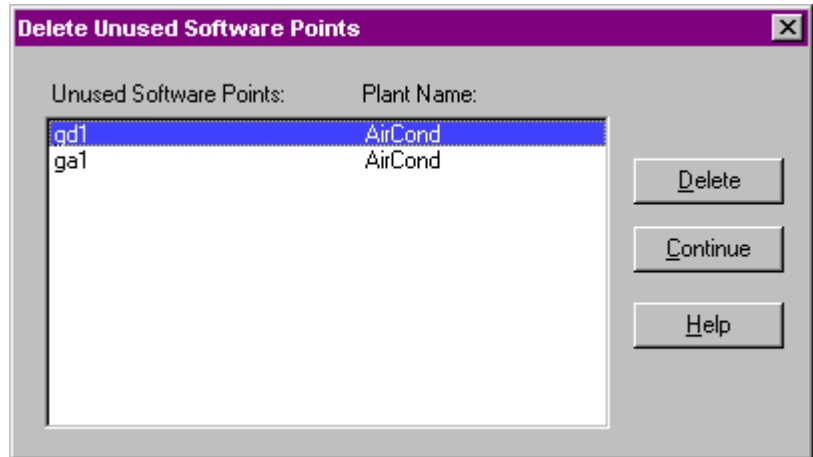 Delete Unused Software Points
Unused Software Points: Plant Name:
gd1 AirCond
ga1 AirCond
Delete
Continue
Help